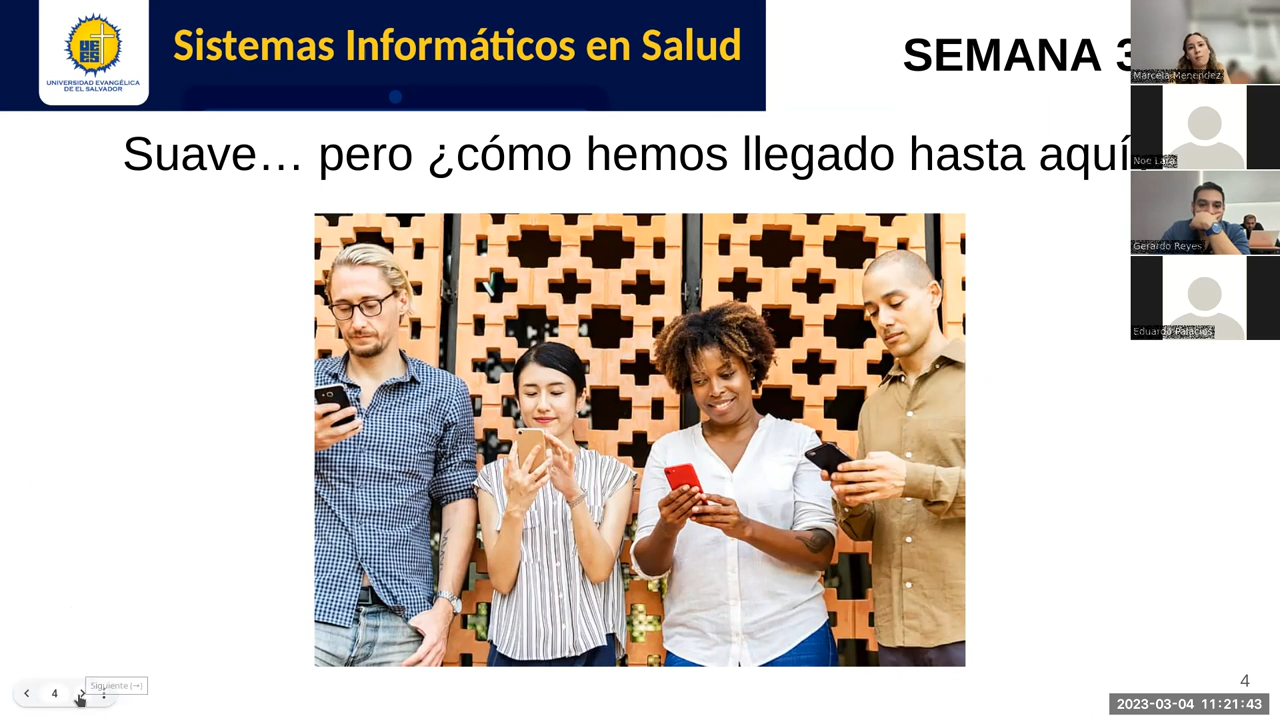 Sistemas Informáticos en Salud
UNIVERSIDAD EVANGÉLICA
DE EL SALVADOR
SEMANA 3
Suave… pero ¿cómo hemos llegado hasta aquí
Marcela Menendez
Noe Lara
Gerardo Reyes
Eduardo Palacios
4
Siguiente (→)
4
2023-03-04 11:21:43